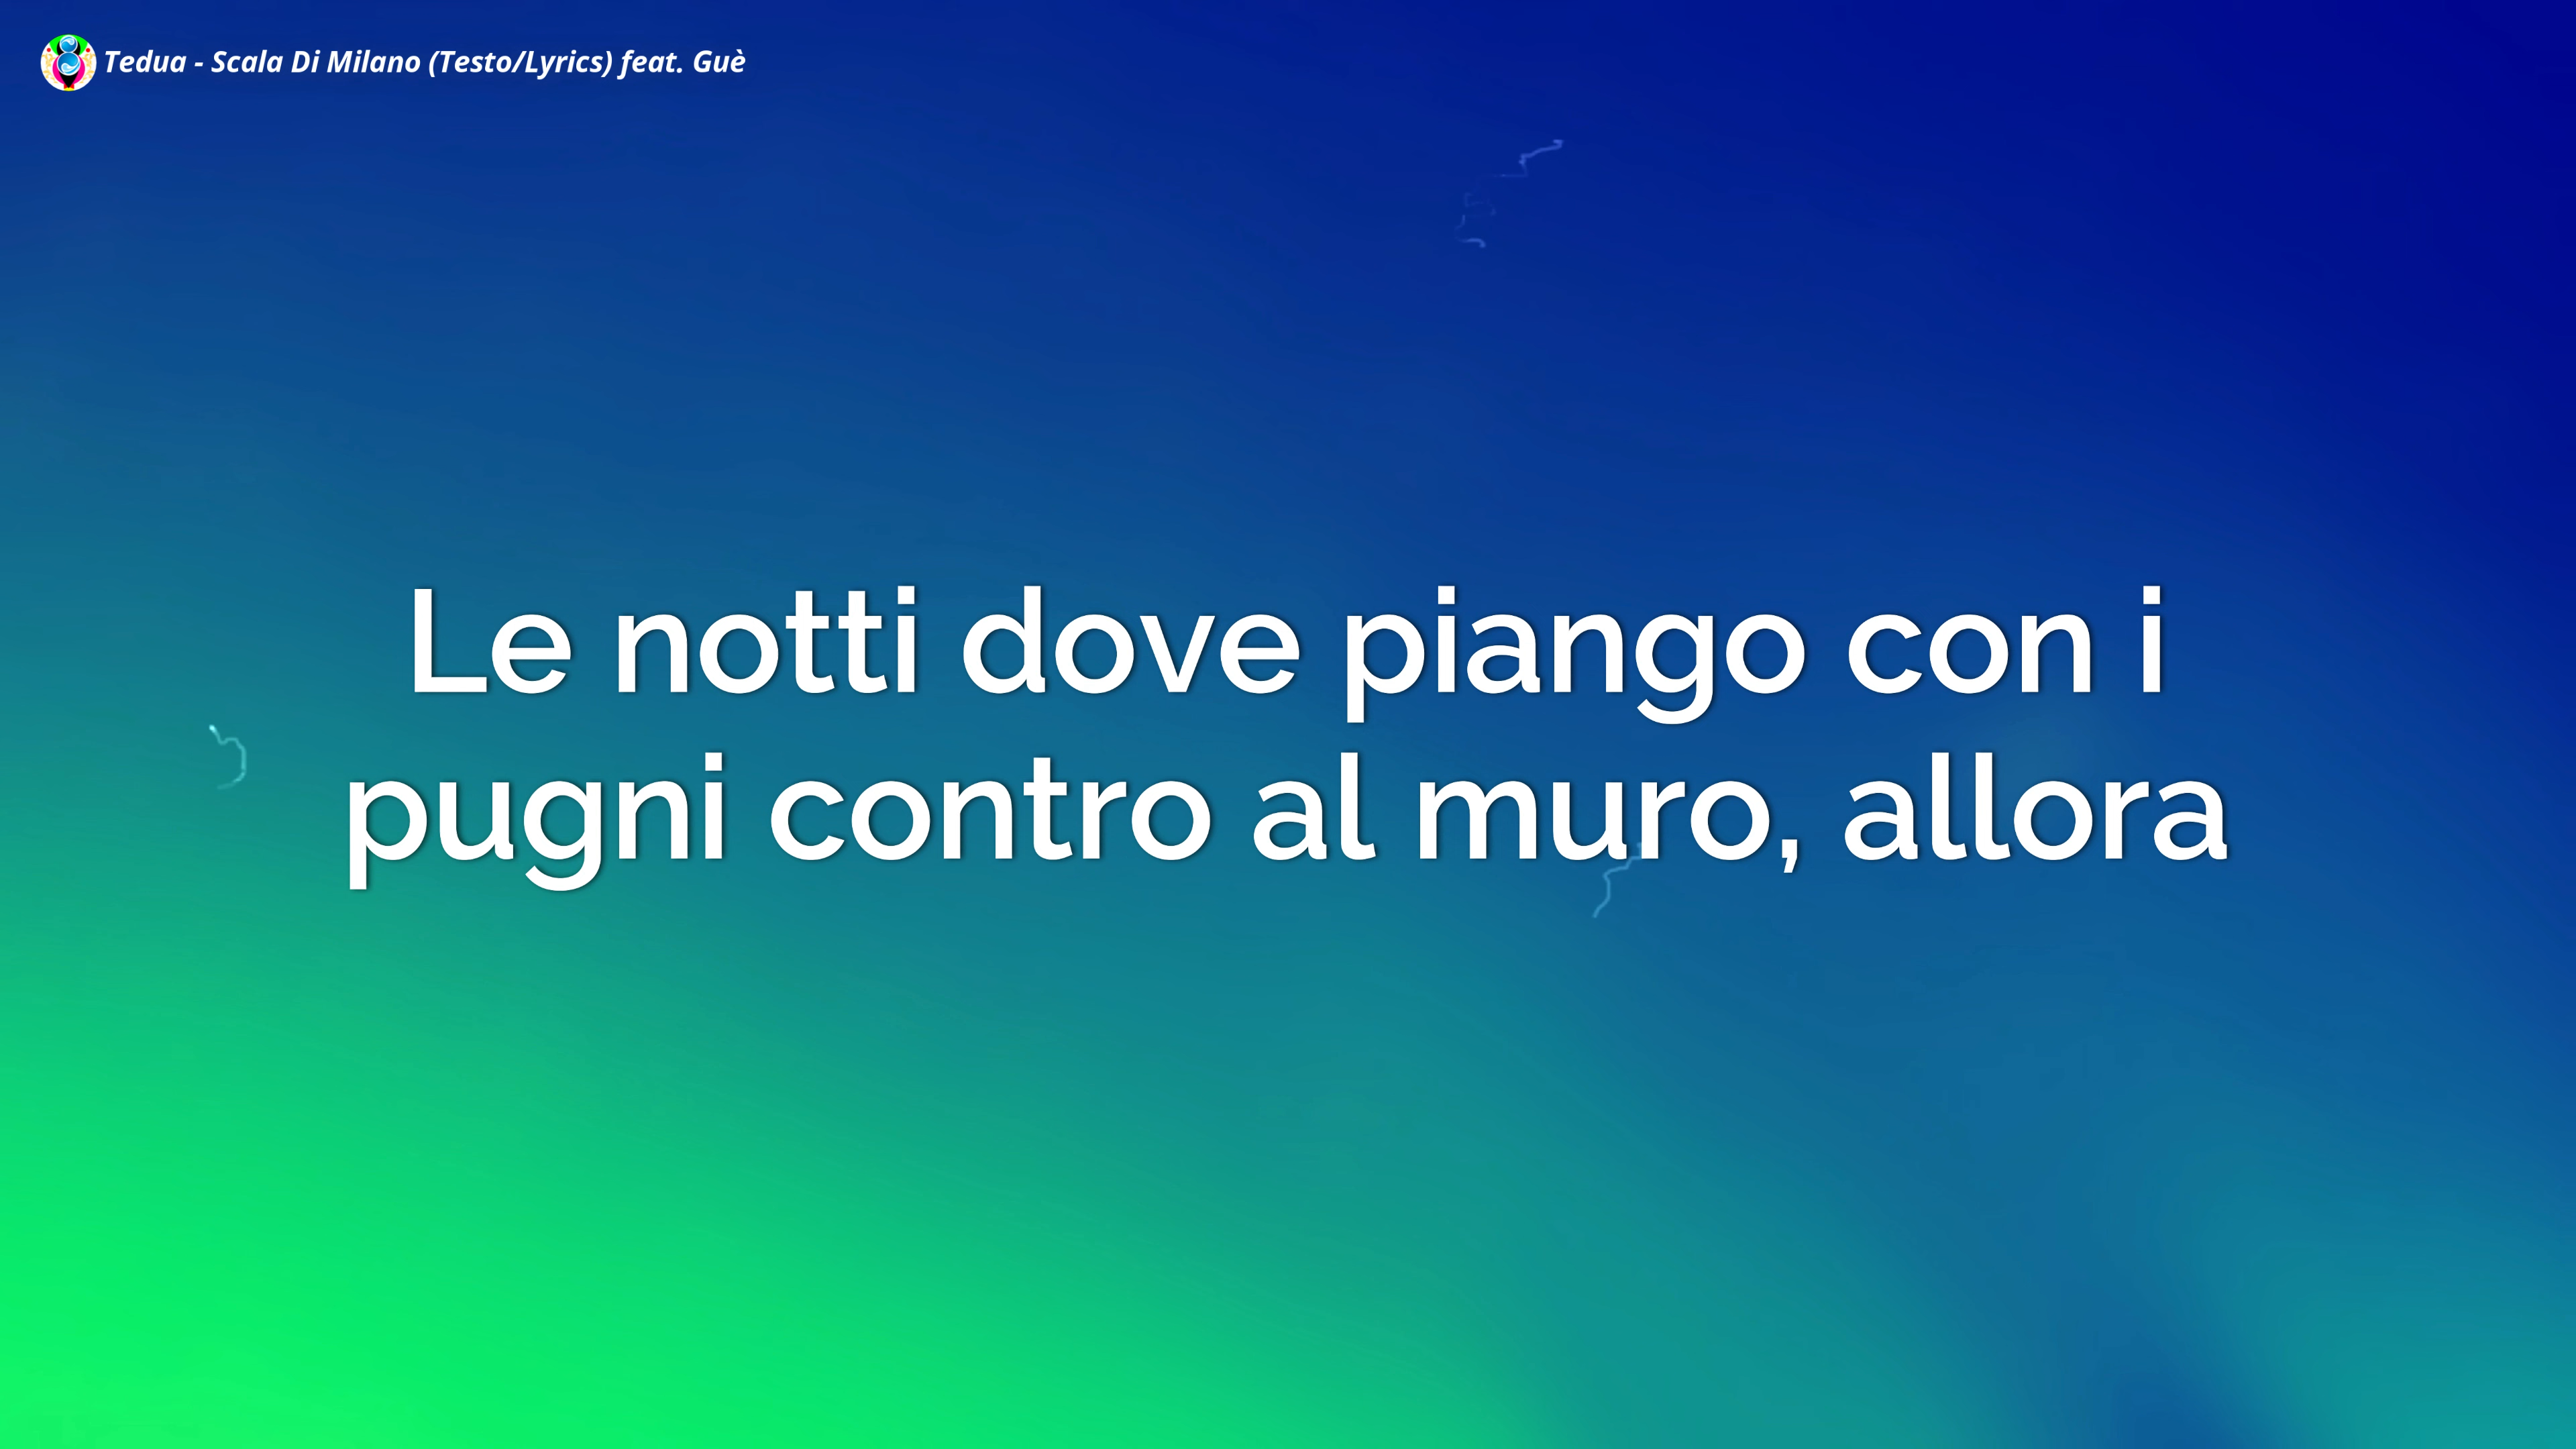 Tedua - Scala Di Milano (Testo/Lyrics) feat. Guè
Le notti dove piango con i
pugni contro al muro, allora